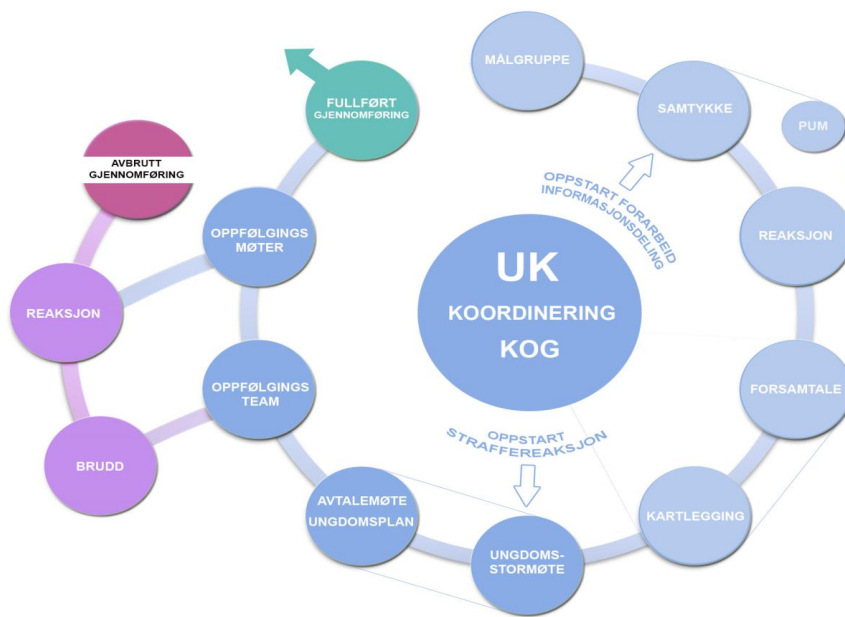 MÅLGRUPPE
SAMTYKKE
PUM
REAKSJON
FORSAMTALE
KARTLEGGING
UNGDOMS-
STORMØTE
AVTALEMØTE
UNGDOMSPLAN
OPPFØLGINGS
TEAM
OPPFØLGINGS
MØTER
FULLFØRT
GJENNOMFØRING
BRUDD
REAKSJON
AVBRUTT
GJENNOMFØRING
OPPSTART FORARBEID
INFORMASJONSDELING
UK
KOORDINERING
KOG
OPPSTART
STRAFFEREAKSJON